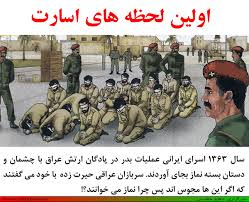 اولین لحظه های اسارت
سال ۱۳۶۳ اسرای ایرانی عملیات بدر در پادگان ارتش عراق با چشمان و
دستان بسته نماز بجای آوردند. سربازان عراقی حیرت زده با خود می گفتند
که اگر این ها مجوس اند پس چرا نماز می خوانند؟!